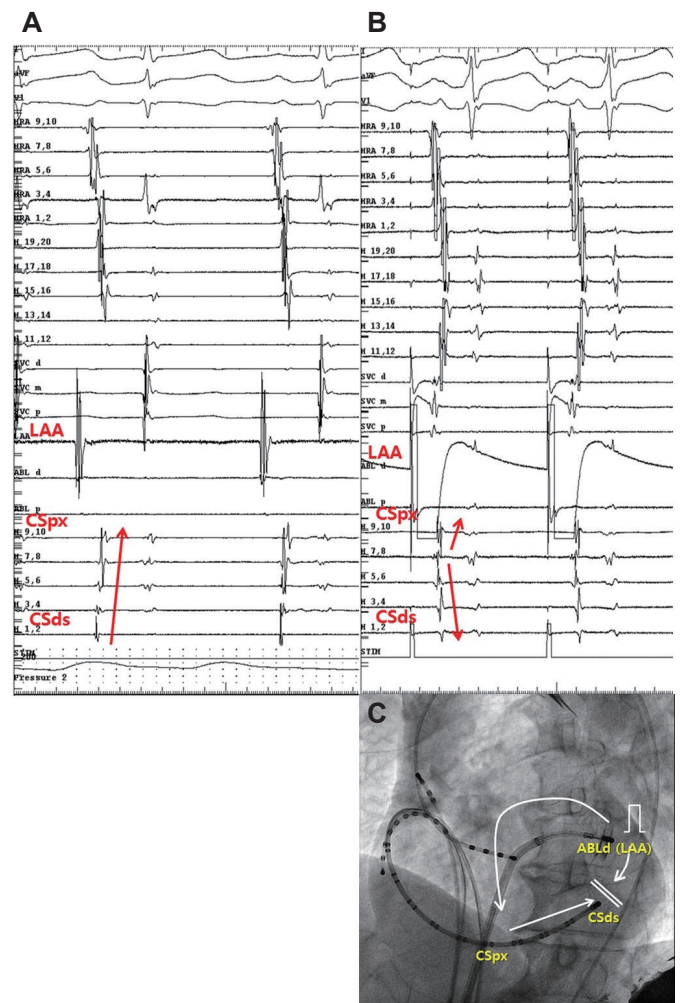 A
B
I
aVF
V1
HRA 9,10
HRA 7,8
HRA 5,6
HRA 3,4
HRA 1,2
H 19,20
H 17,18
H 15,16
H 13,14
H 11,12
SVC d
SVC m
SVC p
LAA
LAA
ABL d
ABL p
CSpx
H 9,10
H 7,8
H 5,6
H 3,4
CSds
H 1,2
STIM
200
Pressure 2
I
aVF
V1
HRA 9,10
HRA 7,8
HRA 5,6
HRA 3,4
HRA 1,2
H 19,20
H 17,18
H 15,16
H 13,14
H 11,12
SVC d
SVC m
SVC p
LAA
ABL d
ABL p
CSpx
H 9,10
H 7,8
H 5,6
H 3,4
CSds
H 1,2
STIM
C
ABLd (LAA)
CSds
CSpx